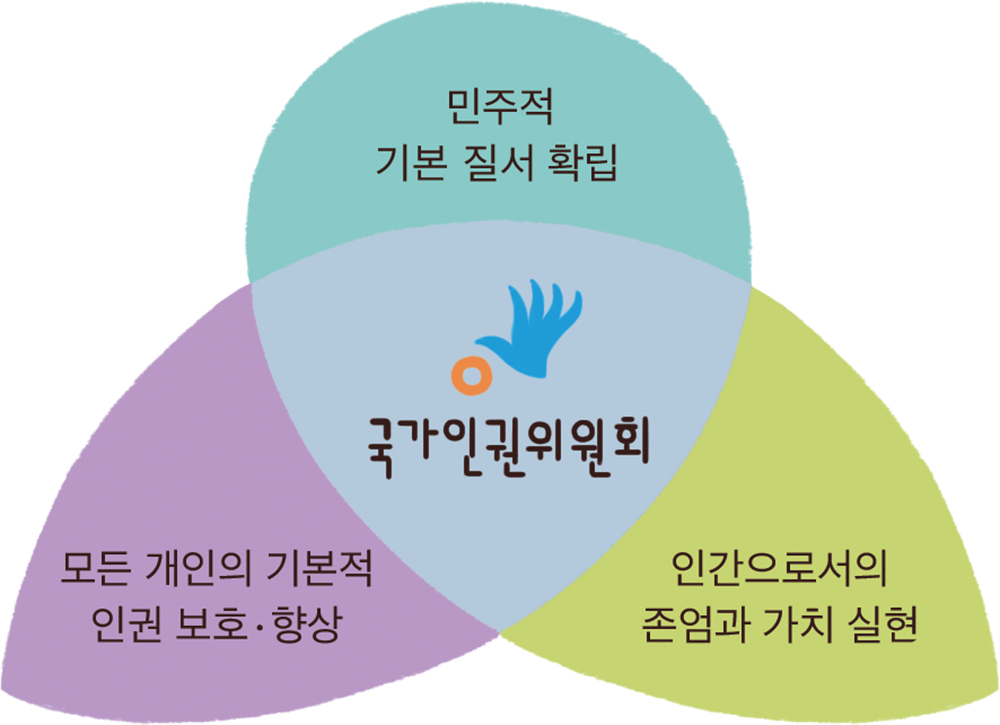 민주적
기본 질서 확립
국가인권위원회
모든 개인의 기본적
인권 보호·향상
인간으로서의
존엄과 가치 실현